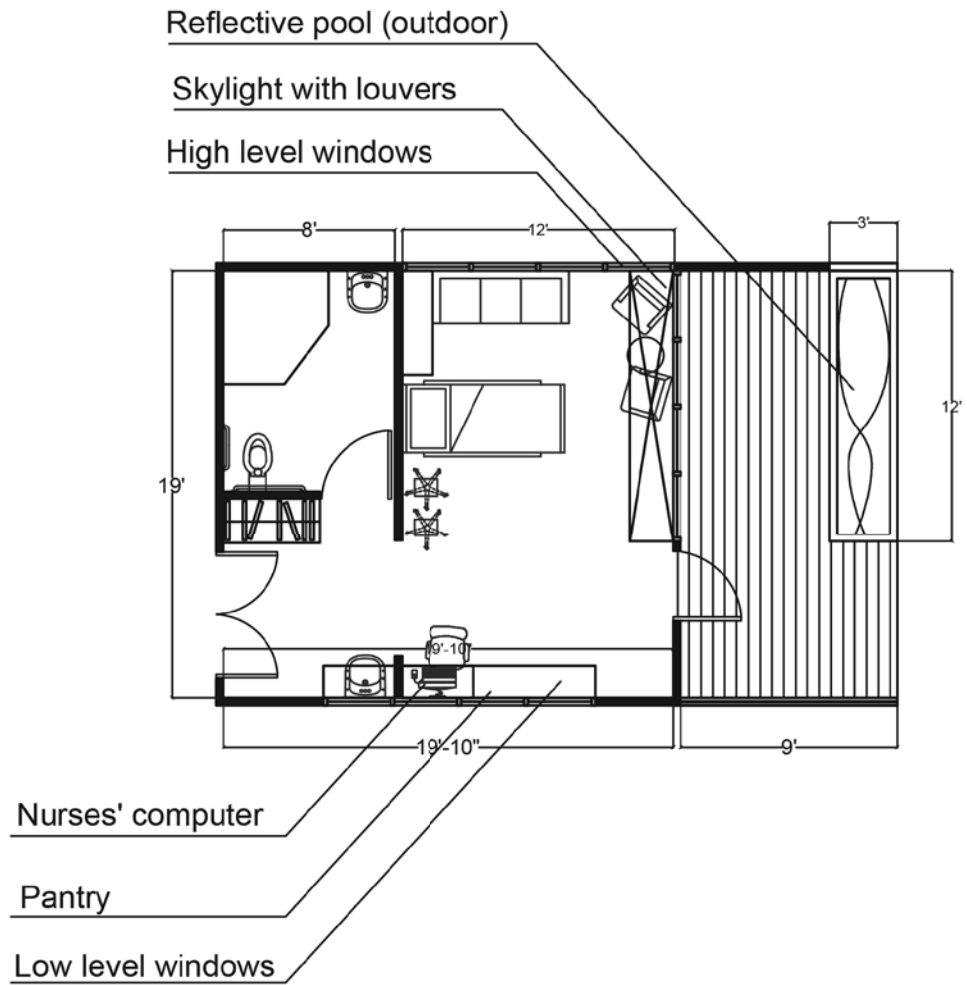 Reflective pool (outdoor)
Skylight with louvers
High level windows
8'
12'
3'
19'
12'
9'-10"
19'-10"
9'
Nurses' computer
Pantry
Low level windows